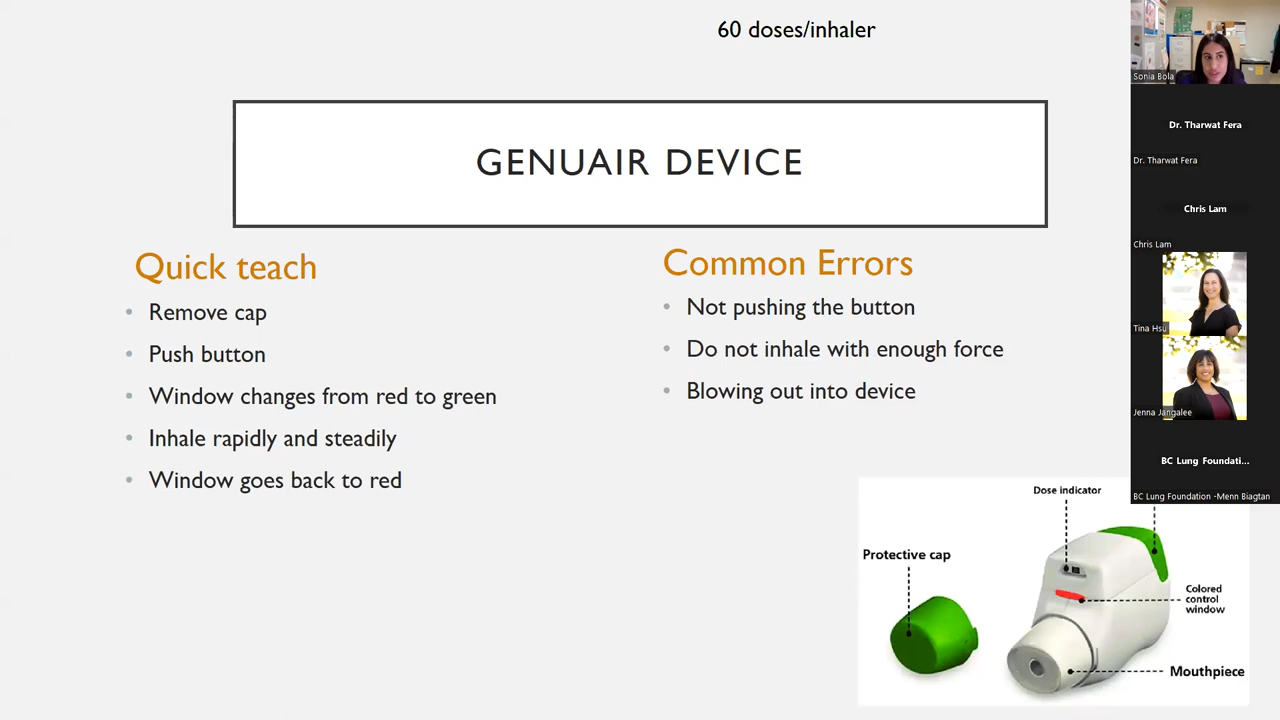 60 doses/inhaler
GENUAIR DEVICE
Quick teach
Remove cap
Push button
Window changes from red to green
Inhale rapidly and steadily
Window goes back to red
Common Errors
Not pushing the button
Do not inhale with enough force
Blowing out into device
Dose indicator
Protective cap
Colored
control
window
Mouthpiece
Sonia Bola
Dr. Tharwat Fera
Dr. Tharwat Fera
Chris Lam
Chris Lam
Tina Hsu
Jenna Jangalee
BC Lung Foundati...
BC Lung Foundation -Menn Biagtan